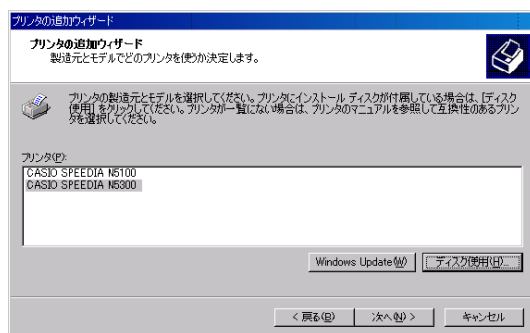 プリンタの追加ウィザード
プリンタの追加ウィザード
製造元とモデルでどのプリンタを使うか決定します。
プリンタの製造元とモデルを選択してください。プリンタにインストール ディスクが付属している場合は、[ディスク
使用] をクリックしてください。プリンタが一覧にない場合は、プリンタのマニュアルを参照して互換性のあるプリン
タを選択してください。
プリンタ(P):
CASIO SPEEDIA N5100
CASIO SPEEDIA N5300
Windows Update(W) ディスク使用(H)...
< 戻る(B) 次へ(N) > キャンセル